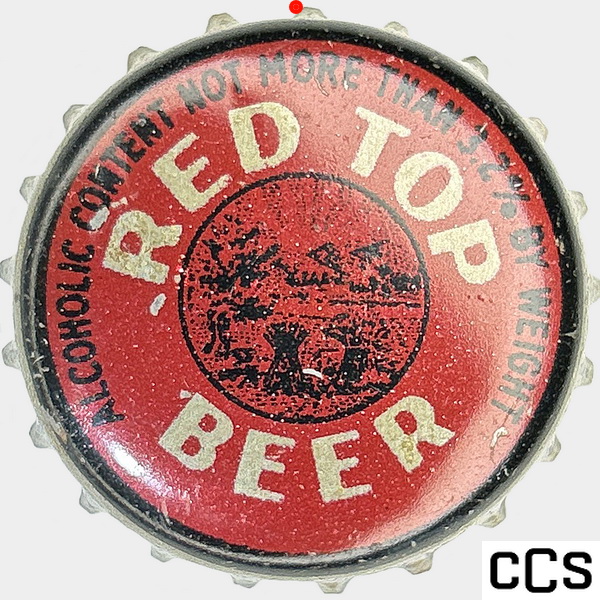 ALCOHOLIC CONTENT NOT MORE THAN 3.2% BY WEIGHT
RED TOP
BEER
CCS